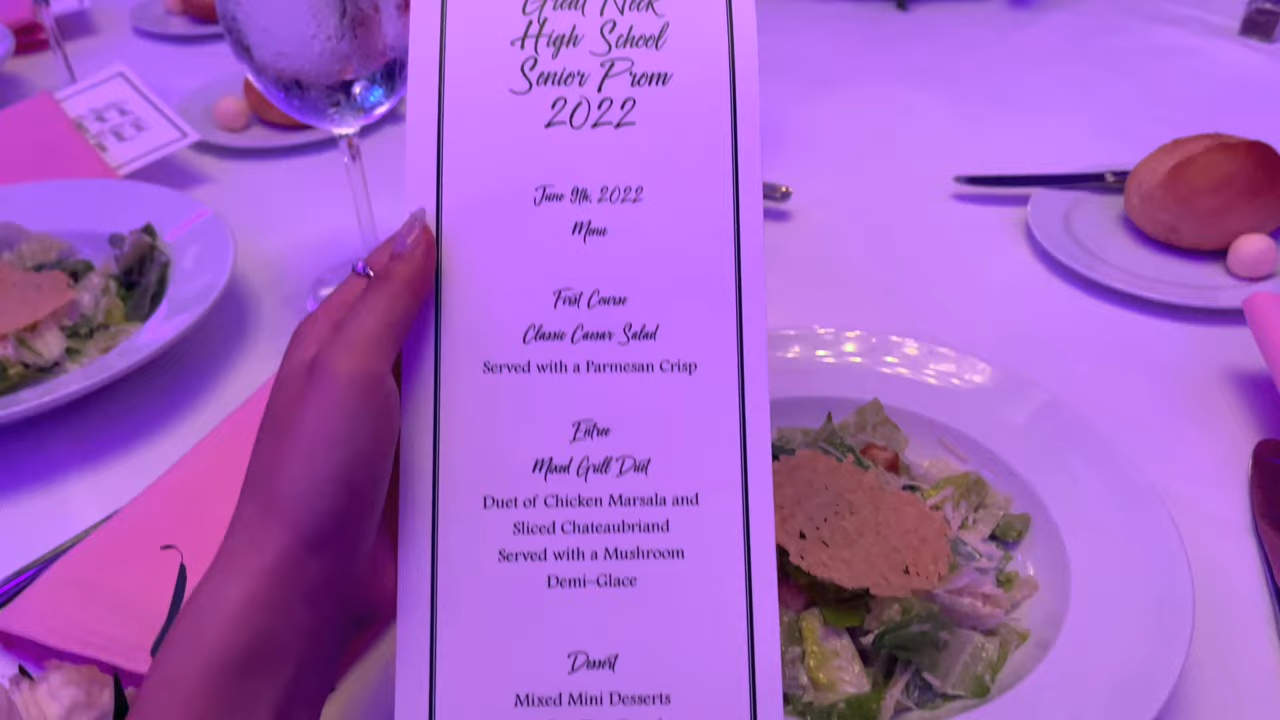 Great Neck
High School
Senior Prom
2022
June 9th, 2022
Menu
First Course
Classic Caesar Salad
Served with a Parmesan Crisp
Entree
Mixed Grill Duet
Duet of Chicken Marsala and
Sliced Chateaubriand
Served with a Mushroom
Demi-Glace
Dessert
Mixed Mini Desserts